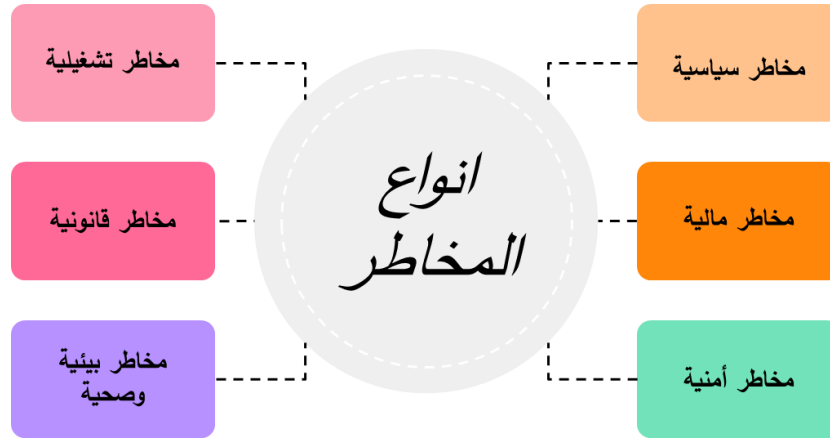 انواع
المخاطر
مخاطر سياسية
مخاطر مالية
مخاطر أمنية
مخاطر تشغيلية
مخاطر قانونية
مخاطر بيئية
وصحية